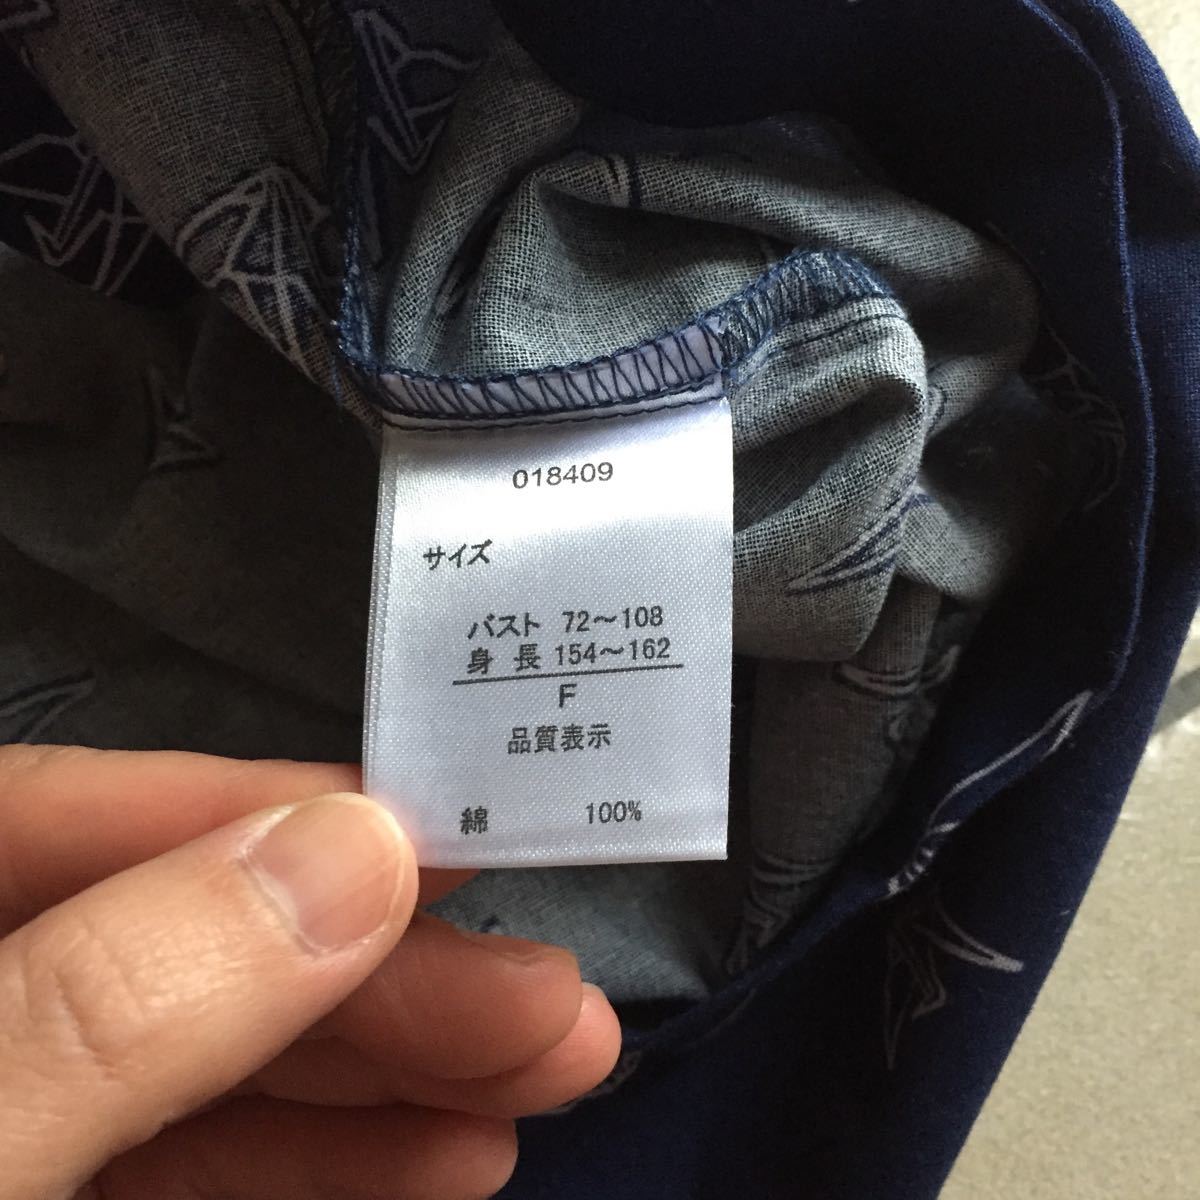 018409
サイズ
バスト 72～108
身 長 154～162
F
品質表示
綿 100%